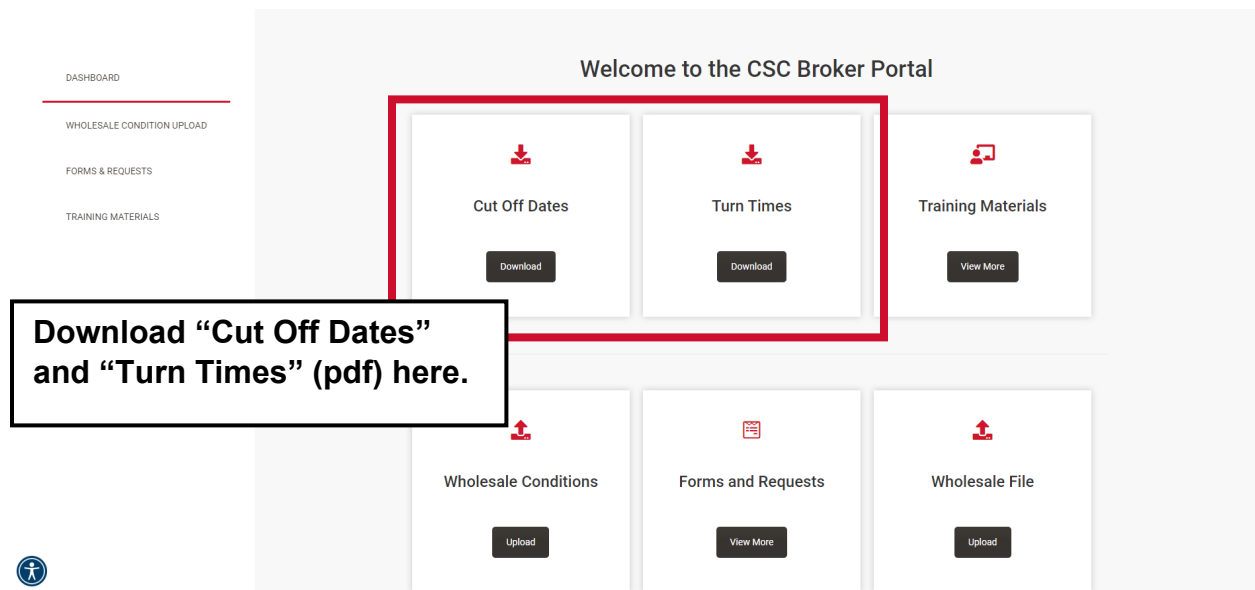 DASHBOARD
WHOLESALE CONDITION UPLOAD
FORMS & REQUESTS
TRAINING MATERIALS
Welcome to the CSC Broker Portal
Cut Off Dates
Download
Turn Times
Download
Training Materials
View More
Download “Cut Off Dates”
and “Turn Times” (pdf) here.
Wholesale Conditions
Upload
Forms and Requests
View More
Wholesale File
Upload